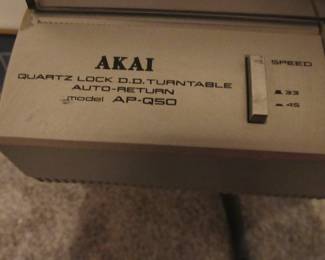 AKAI
QUARTZ LOCK D.D. TURNTABLE
AUTO-RETURN
model AP-Q50
SPEED
33
45